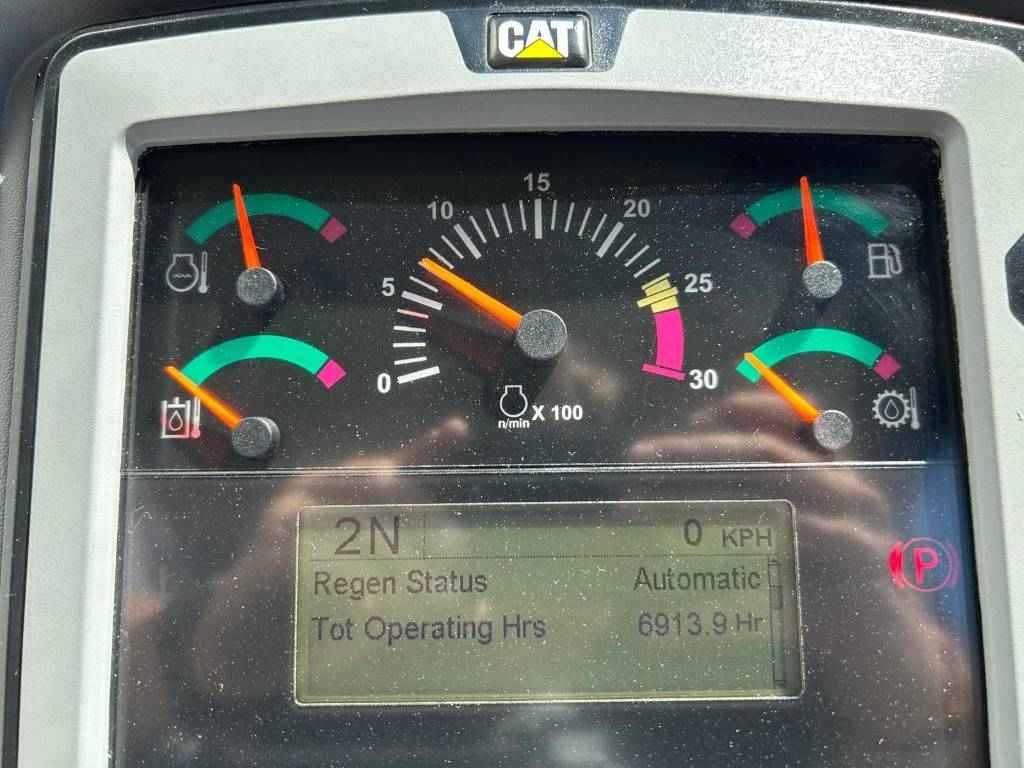 CAT
15
10 20
5 25
0 30
n/min X 100
2N 0 KPH
Regen Status Automatic
Tot Operating Hrs 6913.9 Hr
P